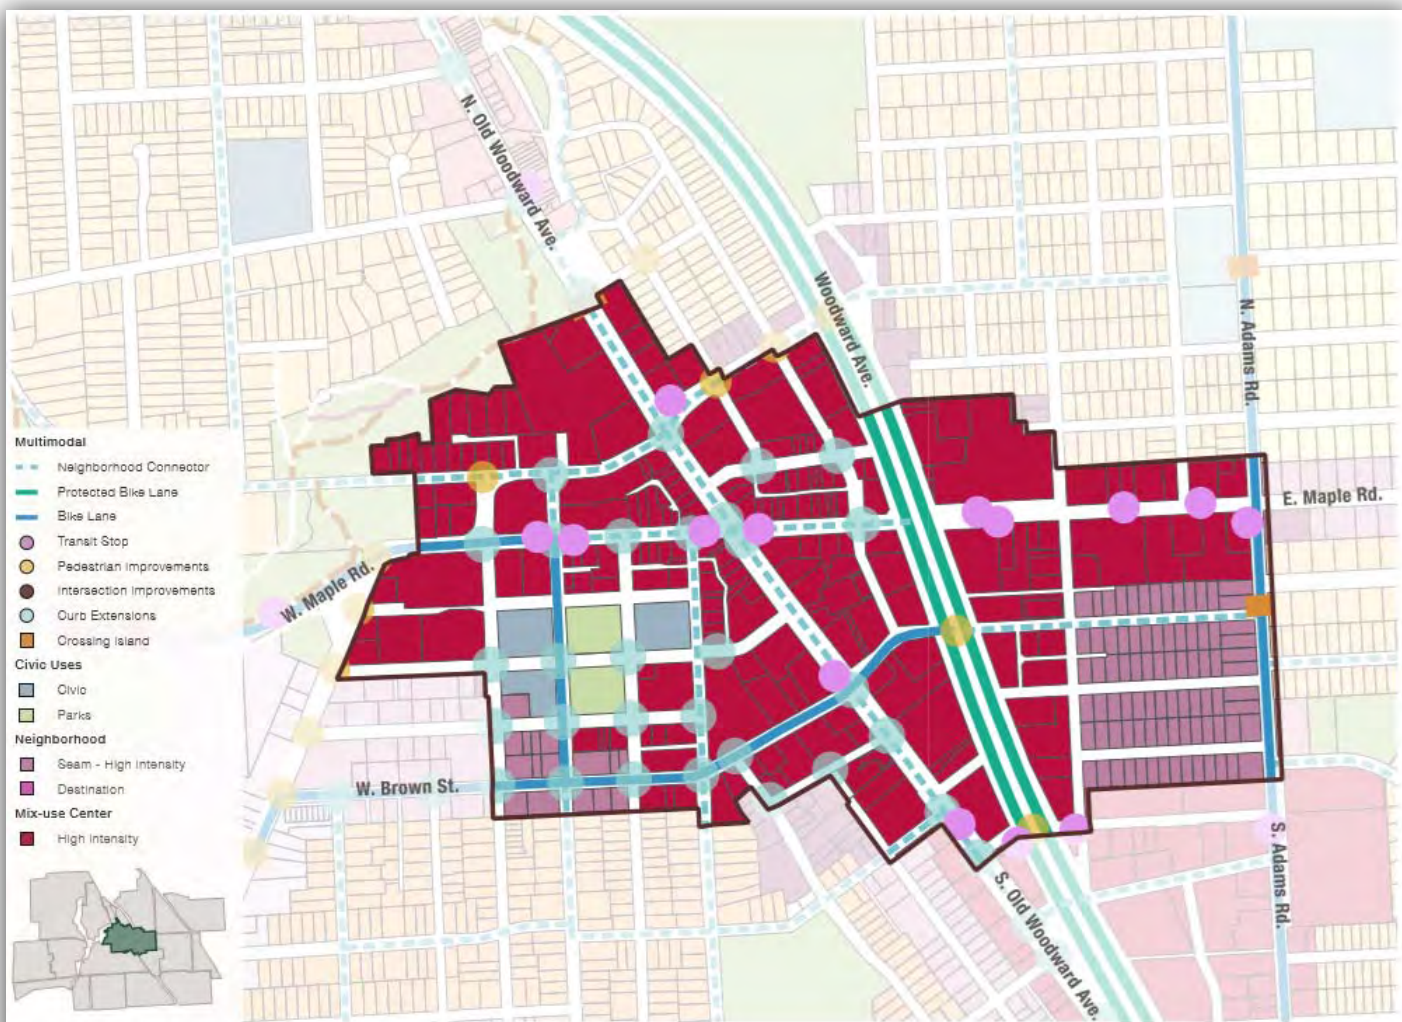 N. Old Woodward Ave.
Woodward Ave.
N. Adams Rd.
Multimodal
Neighborhood Connector
Protected Bike Lane
Bike Lane
Transit Stop
Pedestrian Improvements
Intersection Improvements
Curb Extensions
Crossing Island
Civic Uses
Civic
Parks
Neighborhood
Seam - High Intensity
Destination
Mix-use Center
High Intensity
E. Maple Rd.
W. Maple Rd.
W. Brown St.
S. Old Woodward Ave.
S. Adams Rd.